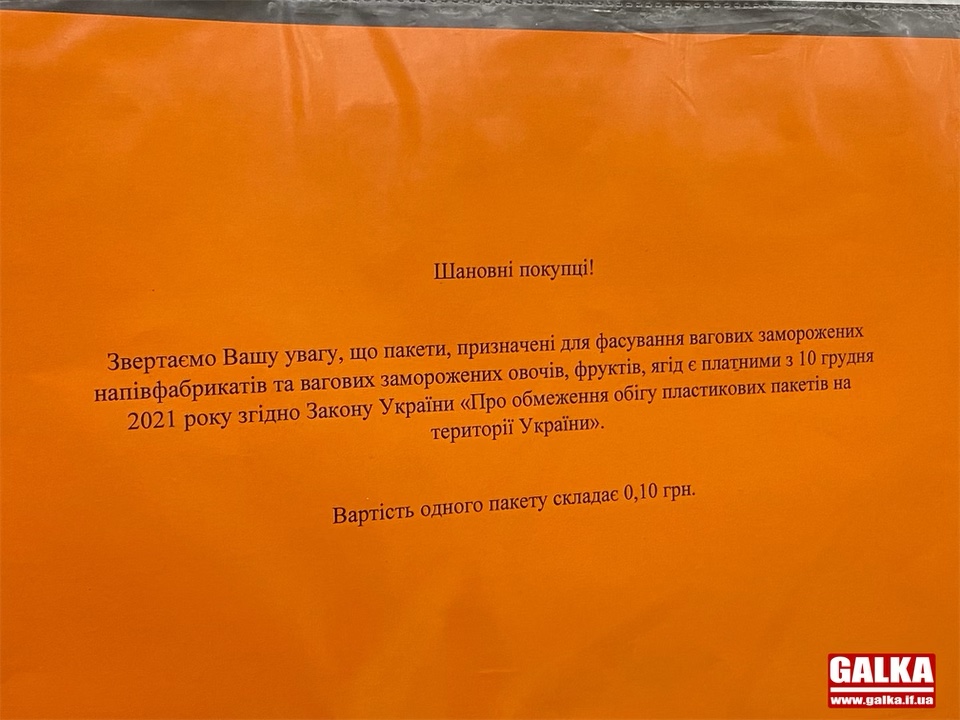 Шановні покупці!
Звертаємо Вашу увагу, що пакети, призначені для фасування вагових заморожених
напівфабрикатів та вагових заморожених овочів, фруктів, ягід є платними з 10 грудня
2021 року згідно Закону України «Про обмеження обігу пластикових пакетів на
території України».
Вартість одного пакету складає 0,10 грн.
GALKA
www.galka.if.ua